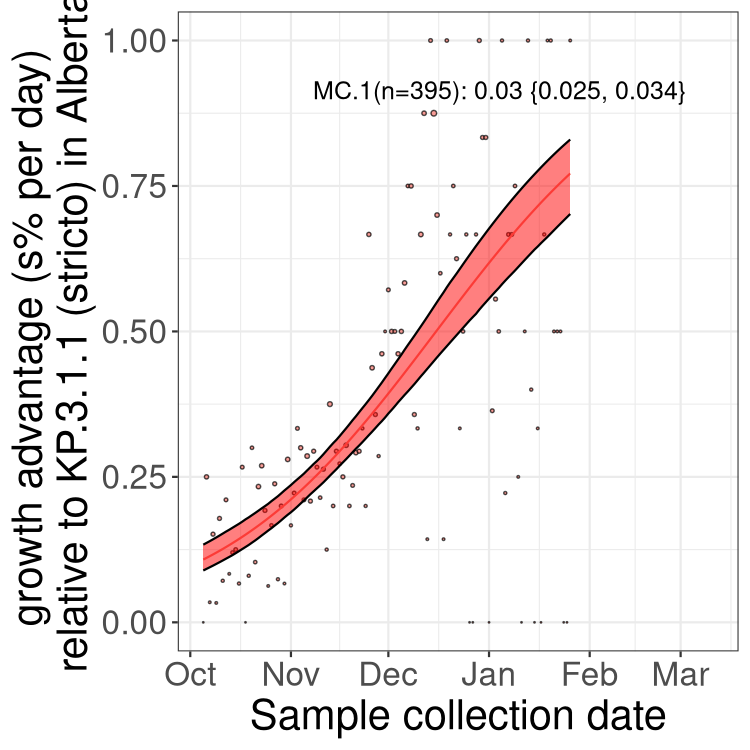 growth advantage (s% per day)
relative to KP.3.1.1 (stricto) in Alberta
1.00
0.75
0.50
0.25
0.00
MC.1(n=395): 0.03 {0.025, 0.034}
Oct Nov Dec Jan Feb Mar
Sample collection date